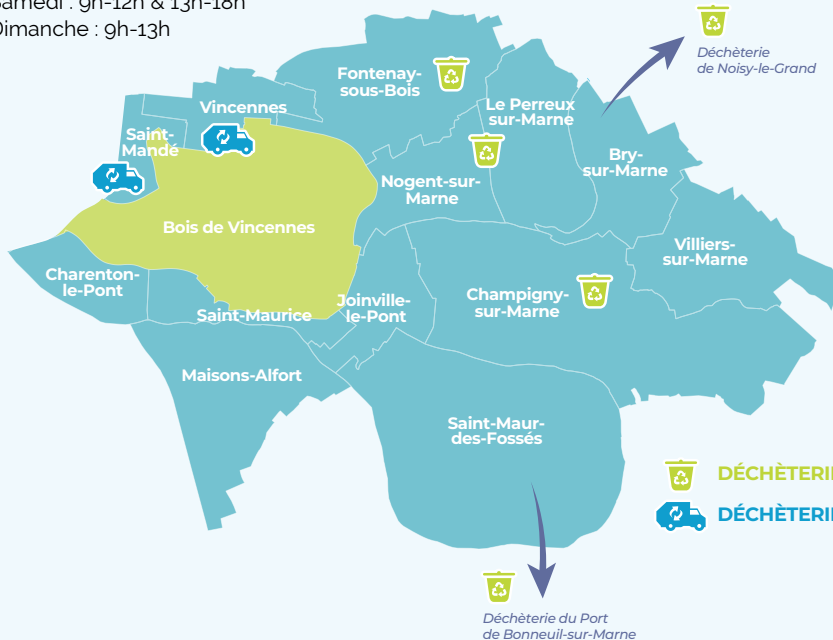 Samedi : 9h-12h & 13h-18h
Dimanche : 9h-13h
Déchèterie
de Noisy-le-Grand
Fontenay-
sous-Bois
Vincennes
Le Perreux
sur-Marne
Saint-
Mandé
Bry-
sur-Marne
Nogent-sur-
Marne
Bois de Vincennes
Villiers-
sur-Marne
Charenton-
le-Pont
Champigny-
sur-Marne
Joinville-
le-Pont
Saint-Maurice
Maisons-Alfort
Saint-Maur-
des-Fossés
DÉCHÈTERIE
DÉCHÈTERIE
Déchèterie du Port
de Bonneuil-sur-Marne